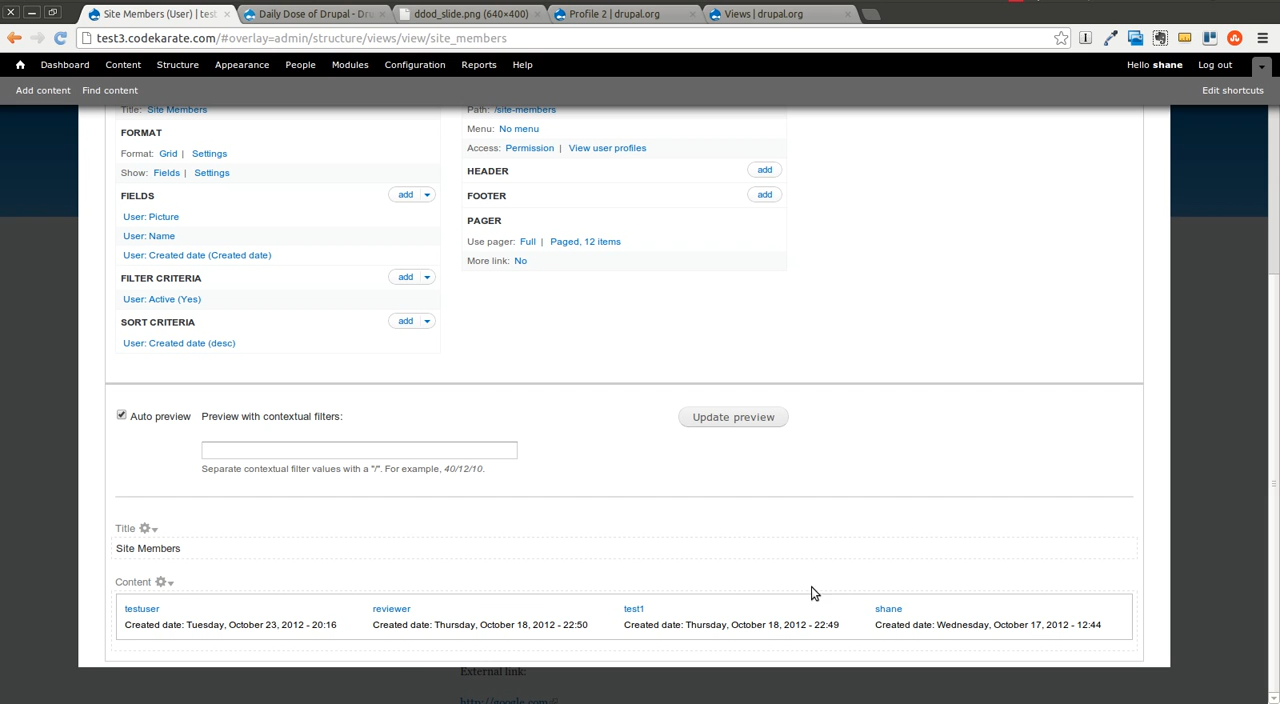 Site Members (User) | test
Daily Dose of Drupal - Dru
ddod_slide.png (640×400)
Profile 2 | drupal.org
Views | drupal.org
test3.codekarate.com/#overlay=admin/structure/views/view/site_members
Dashboard Content Structure Appearance People Modules Configuration Reports Help
Hello shane Log out
Add content Find content
Edit shortcuts
Title: Site Members
FORMAT
Format: Grid | Settings
Show: Fields | Settings
FIELDS
add
User: Picture
User: Name
User: Created date (Created date)
FILTER CRITERIA
add
User: Active (Yes)
SORT CRITERIA
add
User: Created date (desc)
Path: /site-members
Menu: No menu
Access: Permission | View user profiles
HEADER
add
FOOTER
add
PAGER
Use pager: Full | Paged, 12 items
More link: No
Auto preview
Preview with contextual filters:
Update preview
Separate contextual filter values with a "/". For example, 40/12/10.
Title
Site Members
Content
testuser
Created date: Tuesday, October 23, 2012 - 20:16
reviewer
Created date: Thursday, October 18, 2012 - 22:50
test1
Created date: Thursday, October 18, 2012 - 22:49
shane
Created date: Wednesday, October 17, 2012 - 12:44
External link:
http://google.com